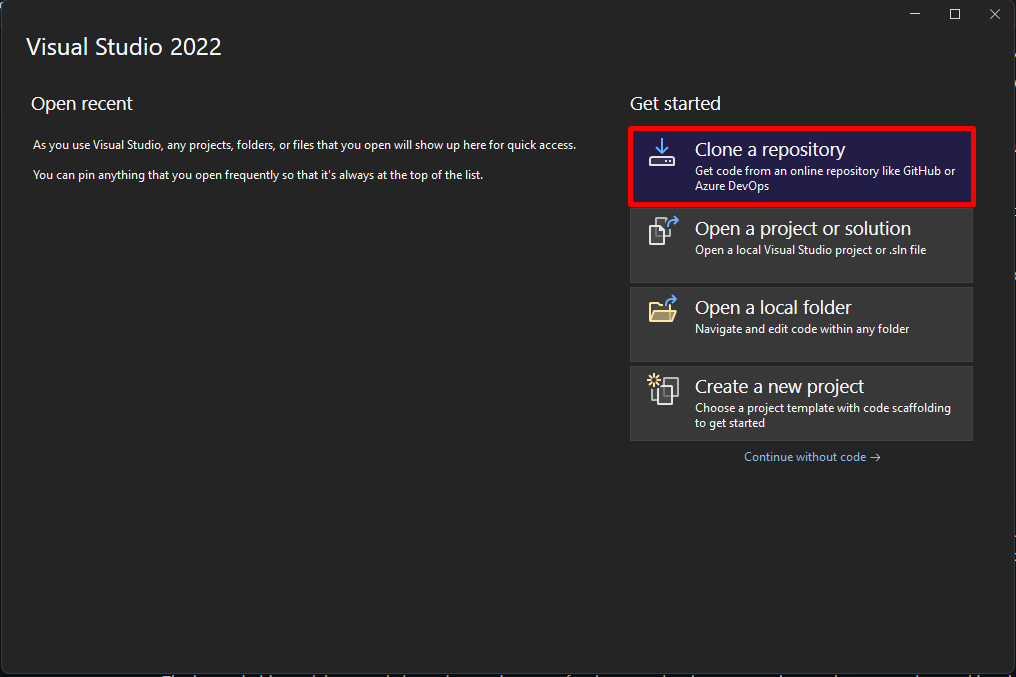 Visual Studio 2022
Open recent
As you use Visual Studio, any projects, folders, or files that you open will show up here for quick access.
You can pin anything that you open frequently so that it's always at the top of the list.
Get started
Clone a repository
Get code from an online repository like GitHub or
Azure DevOps
Open a project or solution
Open a local Visual Studio project or .sln file
Open a local folder
Navigate and edit code within any folder
Create a new project
Choose a project template with code scaffolding
to get started
Continue without code →